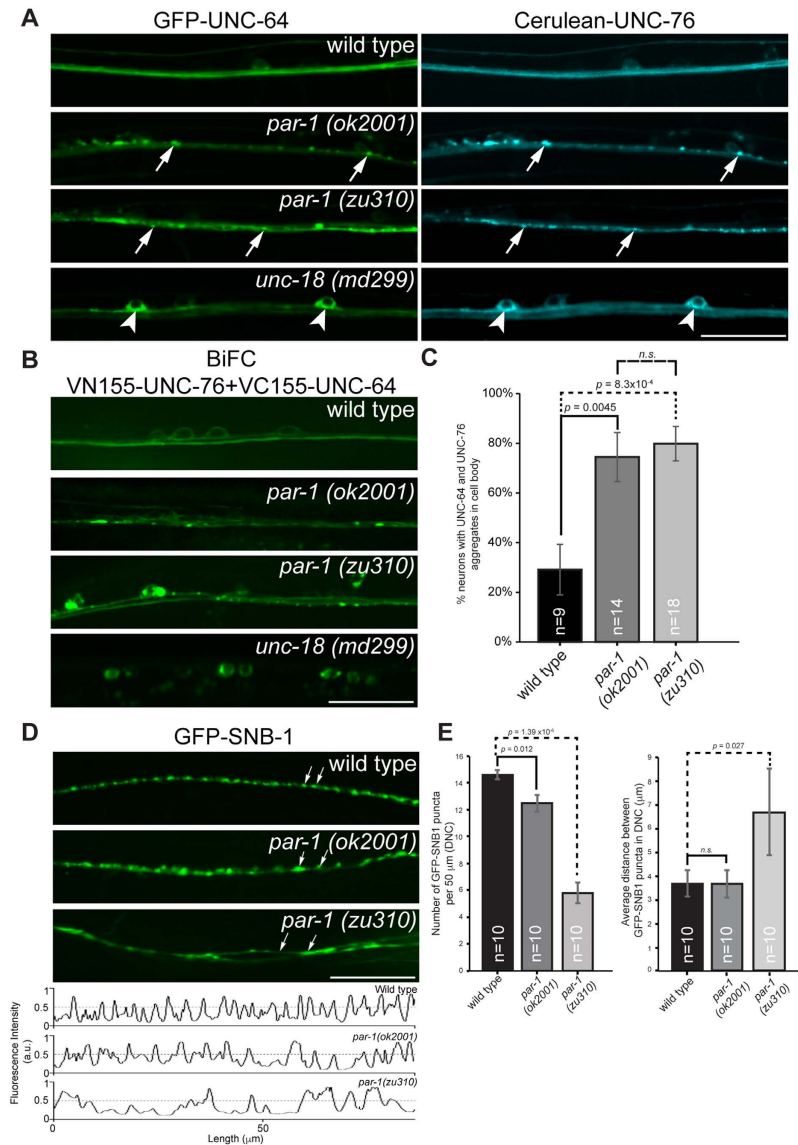 A
GFP-UNC-64
Cerulean-UNC-76
wild type
par-1 (ok2001)
par-1 (zu310)
unc-18 (md299)
B
BiFC
VN155-UNC-76+VC155-UNC-64
wild type
par-1 (ok2001)
par-1 (zu310)
unc-18 (md299)
C
n.s.
p = 8.3x10-4
p = 0.0045
% neurons with UNC-64 and UNC-76
aggregates in cell body
100%
80%
60%
40%
20%
0%
n=9
n=14
n=18
wild type
par-1
(ok2001)
par-1
(zu310)
D
GFP-SNB-1
wild type
par-1 (ok2001)
par-1 (zu310)
Fluorescence Intensity
(a.u.)
Wild type
1
0.5
0
par-1(ok2001)
1
0.5
0
par-1(zu310)
1
0.5
0
0
50
Length (μm)
E
p = 0.012
Number of GFP-SNB1 puncta
per 50 μm (DNC)
16
14
12
10
8
6
4
2
0
n=10
n=10
n=10
wild type
par-1
(ok2001)
par-1
(zu310)
p = 0.027
n.s.
Average distance between
GFP-SNB1 puncta in DNC (μm)
9
8
7
6
5
4
3
2
1
0
n=10
n=10
n=10
wild type
par-1
(ok2001)
par-1
(zu310)